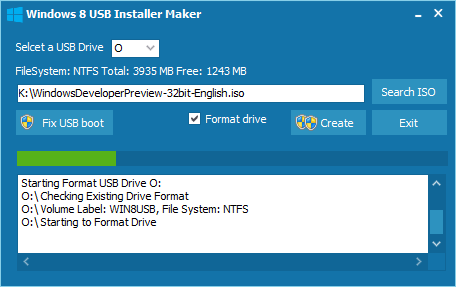 Windows 8 USB Installer Maker
Selcet a USB Drive O
FileSystem: NTFS Total: 3935 MB Free: 1243 MB
K:\WindowsDeveloperPreview-32bit-English.iso
Search ISO
Fix USB boot
Format drive
Create
Exit
Starting Format USB Drive O:
O:\ Checking Existing Drive Format
O:\ Volume Label: WIN8USB, File System: NTFS
O:\ Starting to Format Drive